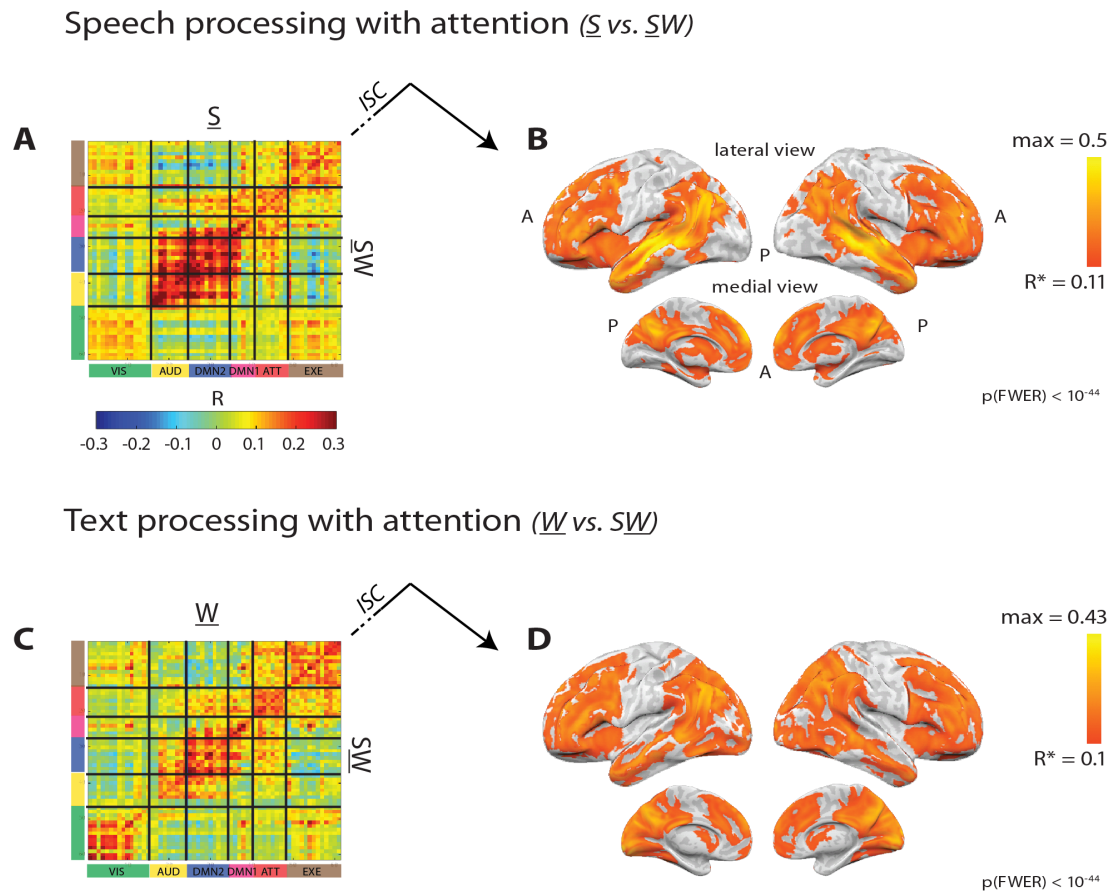 Speech processing with attention (S vs. SW)
A
S
ISC
SW
VIS AUD DMN2 DMN1 ATT EXE
R
-0.3 -0.2 -0.1 0 0.1 0.2 0.3
B
lateral view
max = 0.5
A
A
P
R* = 0.11
medial view
P
P
A
p(FWER) < 10⁻⁴⁴
Text processing with attention (W vs. SW)
C
W
ISC
SW
VIS AUD DMN2 DMN1 ATT EXE
D
max = 0.43
R* = 0.1
p(FWER) < 10⁻⁴⁴